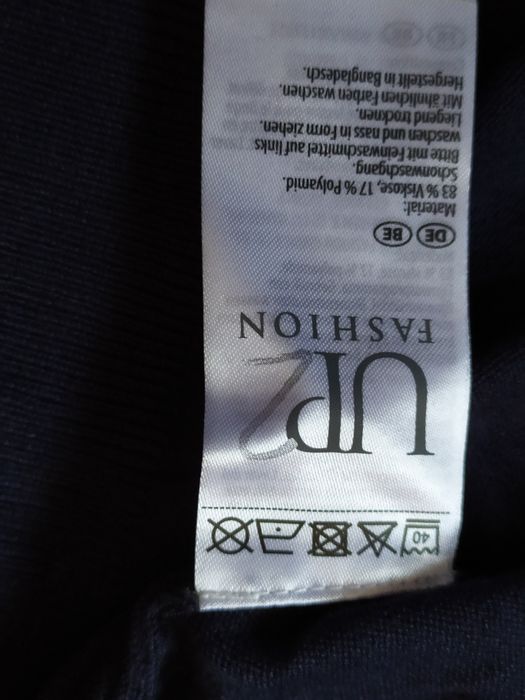 40
UP2
FASHION
DE BE
Material:
83 % Viskose, 17 % Polyamid.
Schonwaschgang.
Bitte mit Feinwaschmittel auf links
waschen und nass in Form ziehen.
Liegend trocknen.
Mit ähnlichen Farben waschen.
Hergestellt in Bangladesch.